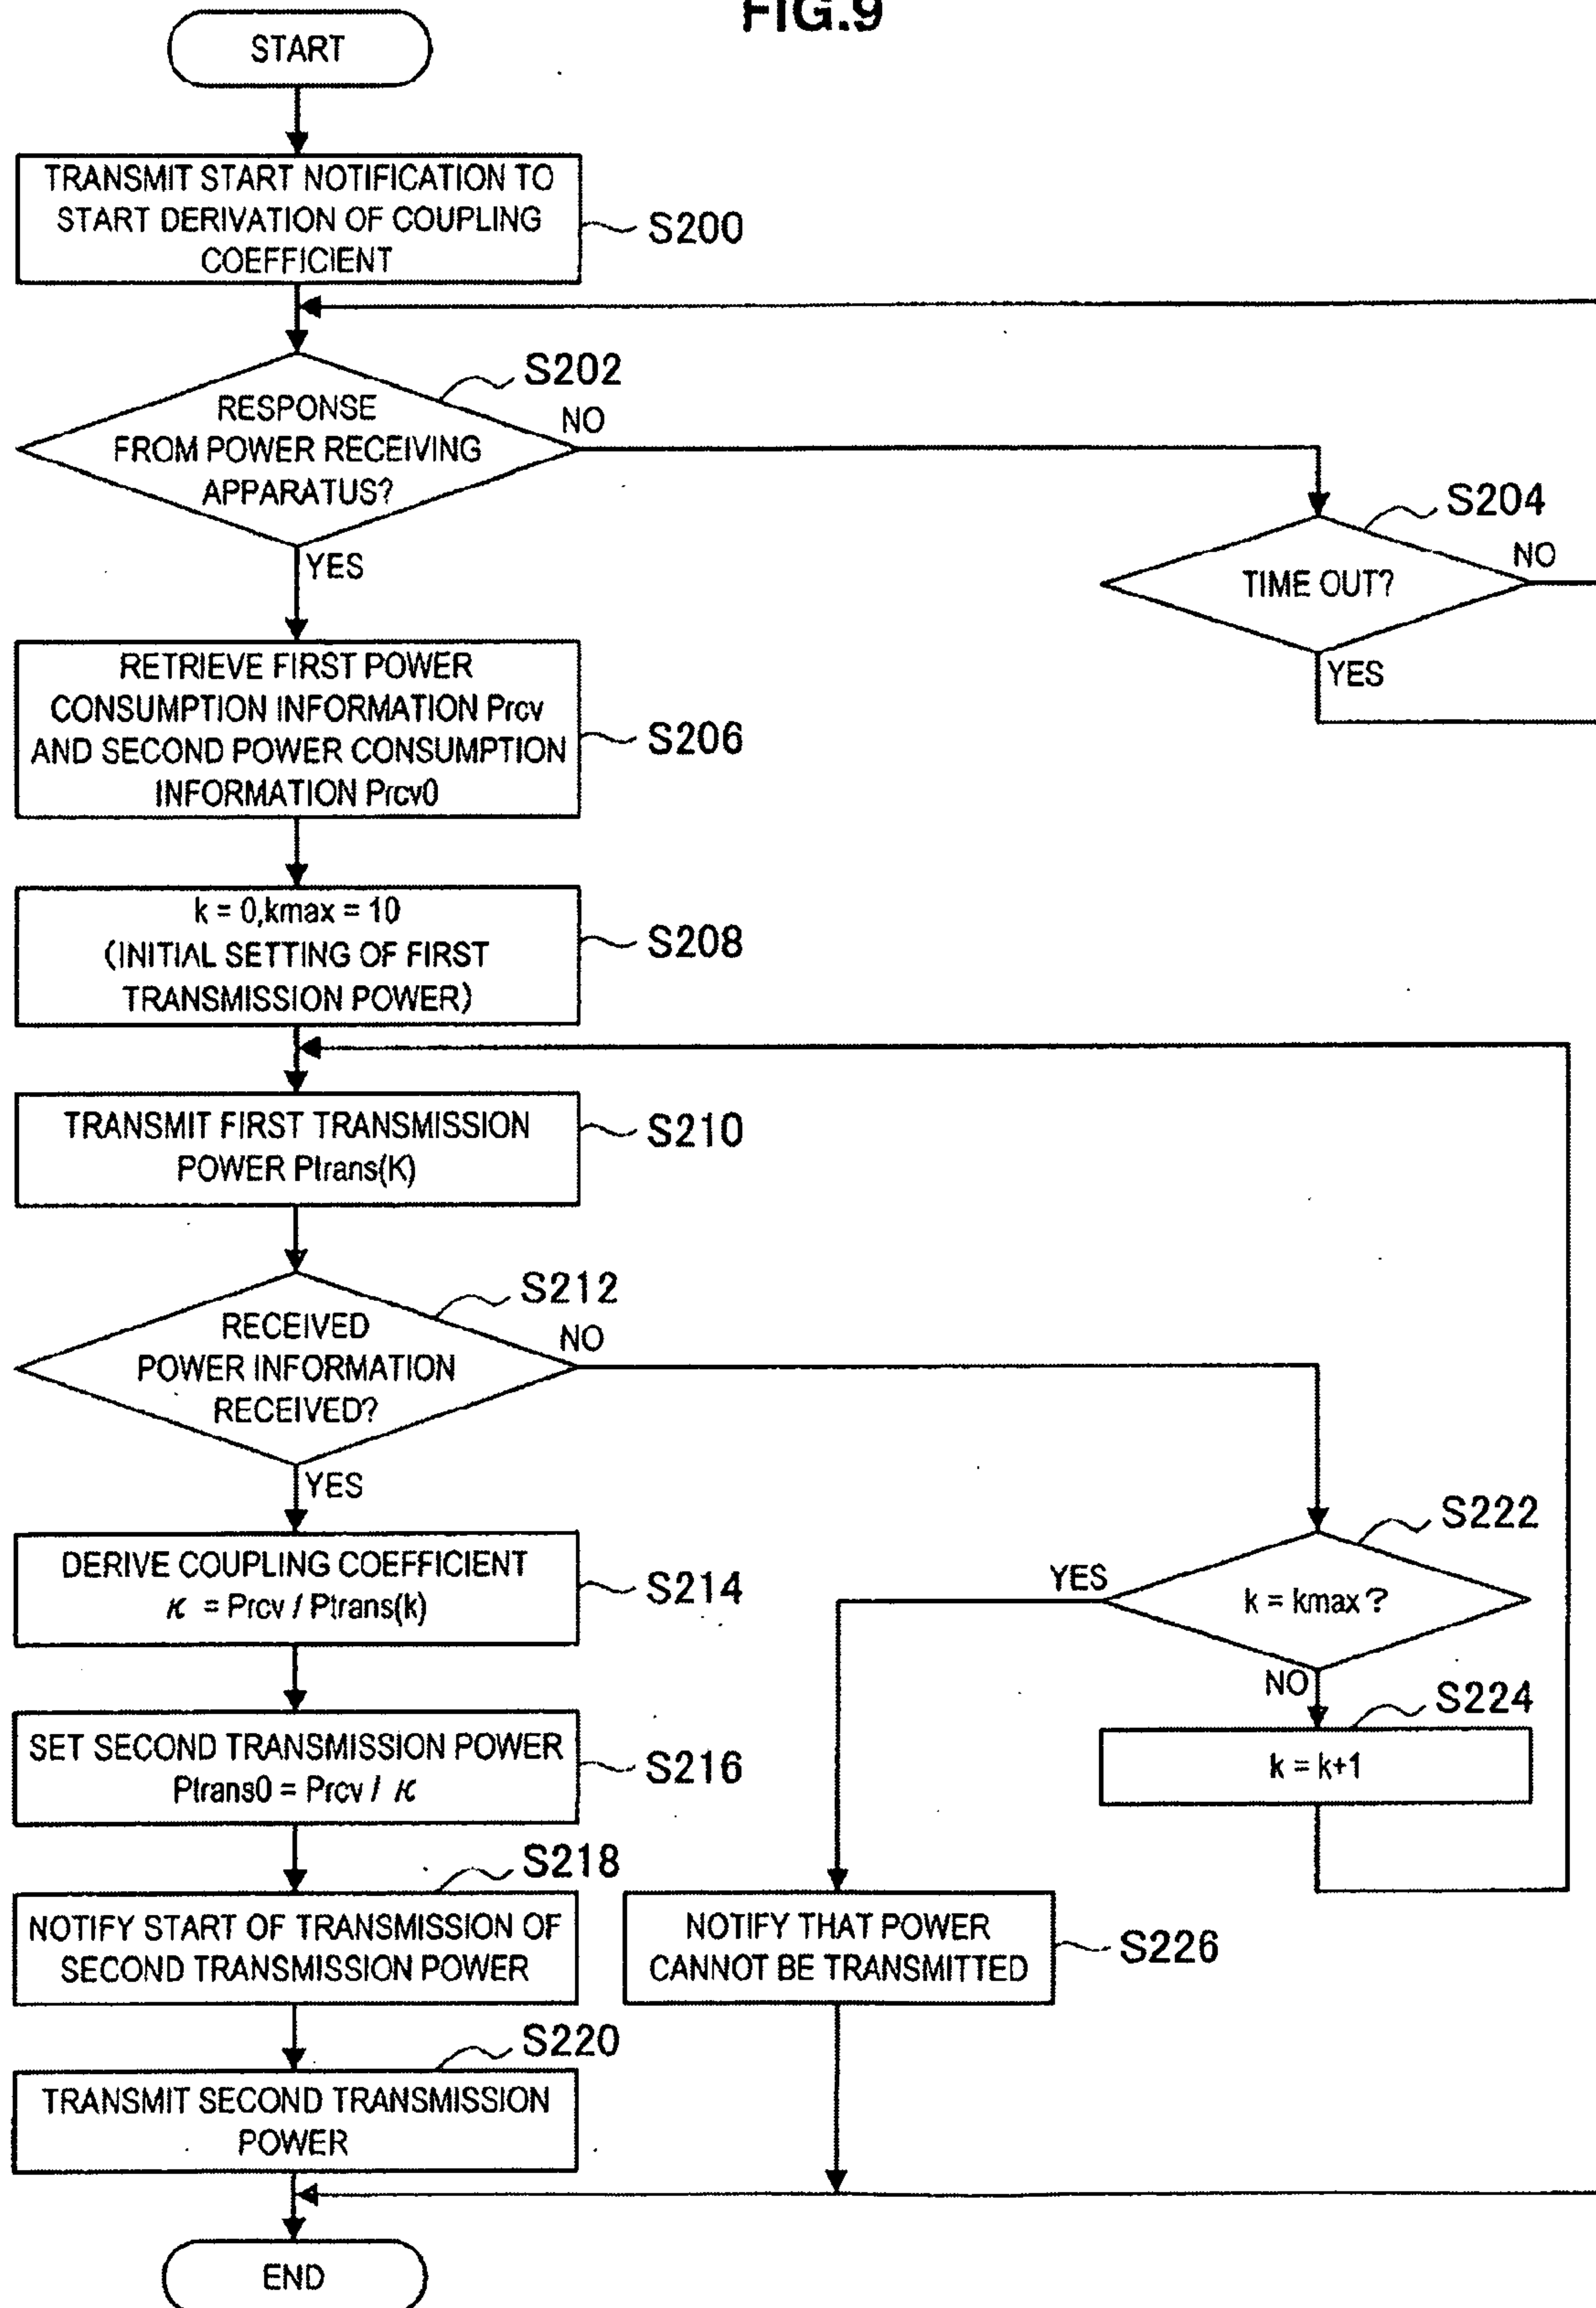 FIG.9
START
TRANSMIT START NOTIFICATION TO
START DERIVATION OF COUPLING
COEFFICIENT
S200
S202
RESPONSE
FROM POWER RECEIVING
APPARATUS?
NO
YES
S204
TIME OUT?
NO
YES
RETRIEVE FIRST POWER
CONSUMPTION INFORMATION Prcv
AND SECOND POWER CONSUMPTION
INFORMATION Prcv0
S206
k = 0,kmax = 10
(INITIAL SETTING OF FIRST
TRANSMISSION POWER)
S208
TRANSMIT FIRST TRANSMISSION
POWER Ptrans(K)
S210
S212
RECEIVED
POWER INFORMATION
RECEIVED?
NO
YES
DERIVE COUPLING COEFFICIENT
κ = Prcv / Ptrans(k)
S214
S222
k = kmax ?
YES
NO
S224
k = k+1
SET SECOND TRANSMISSION POWER
Ptrans0 = Prcv / κ
S216
S218
NOTIFY START OF TRANSMISSION OF
SECOND TRANSMISSION POWER
NOTIFY THAT POWER
CANNOT BE TRANSMITTED
S226
S220
TRANSMIT SECOND TRANSMISSION
POWER
END